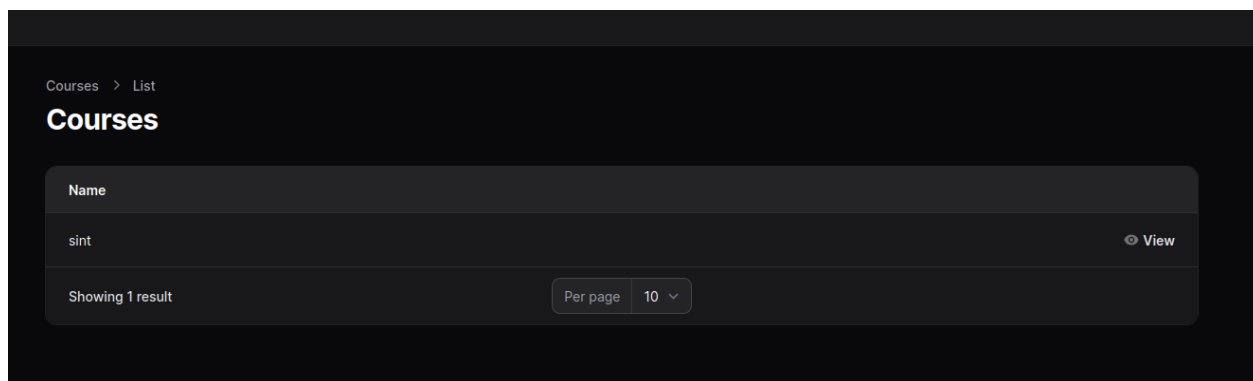 Courses > List
Courses
Name
sint View
Showing 1 result Per page 10